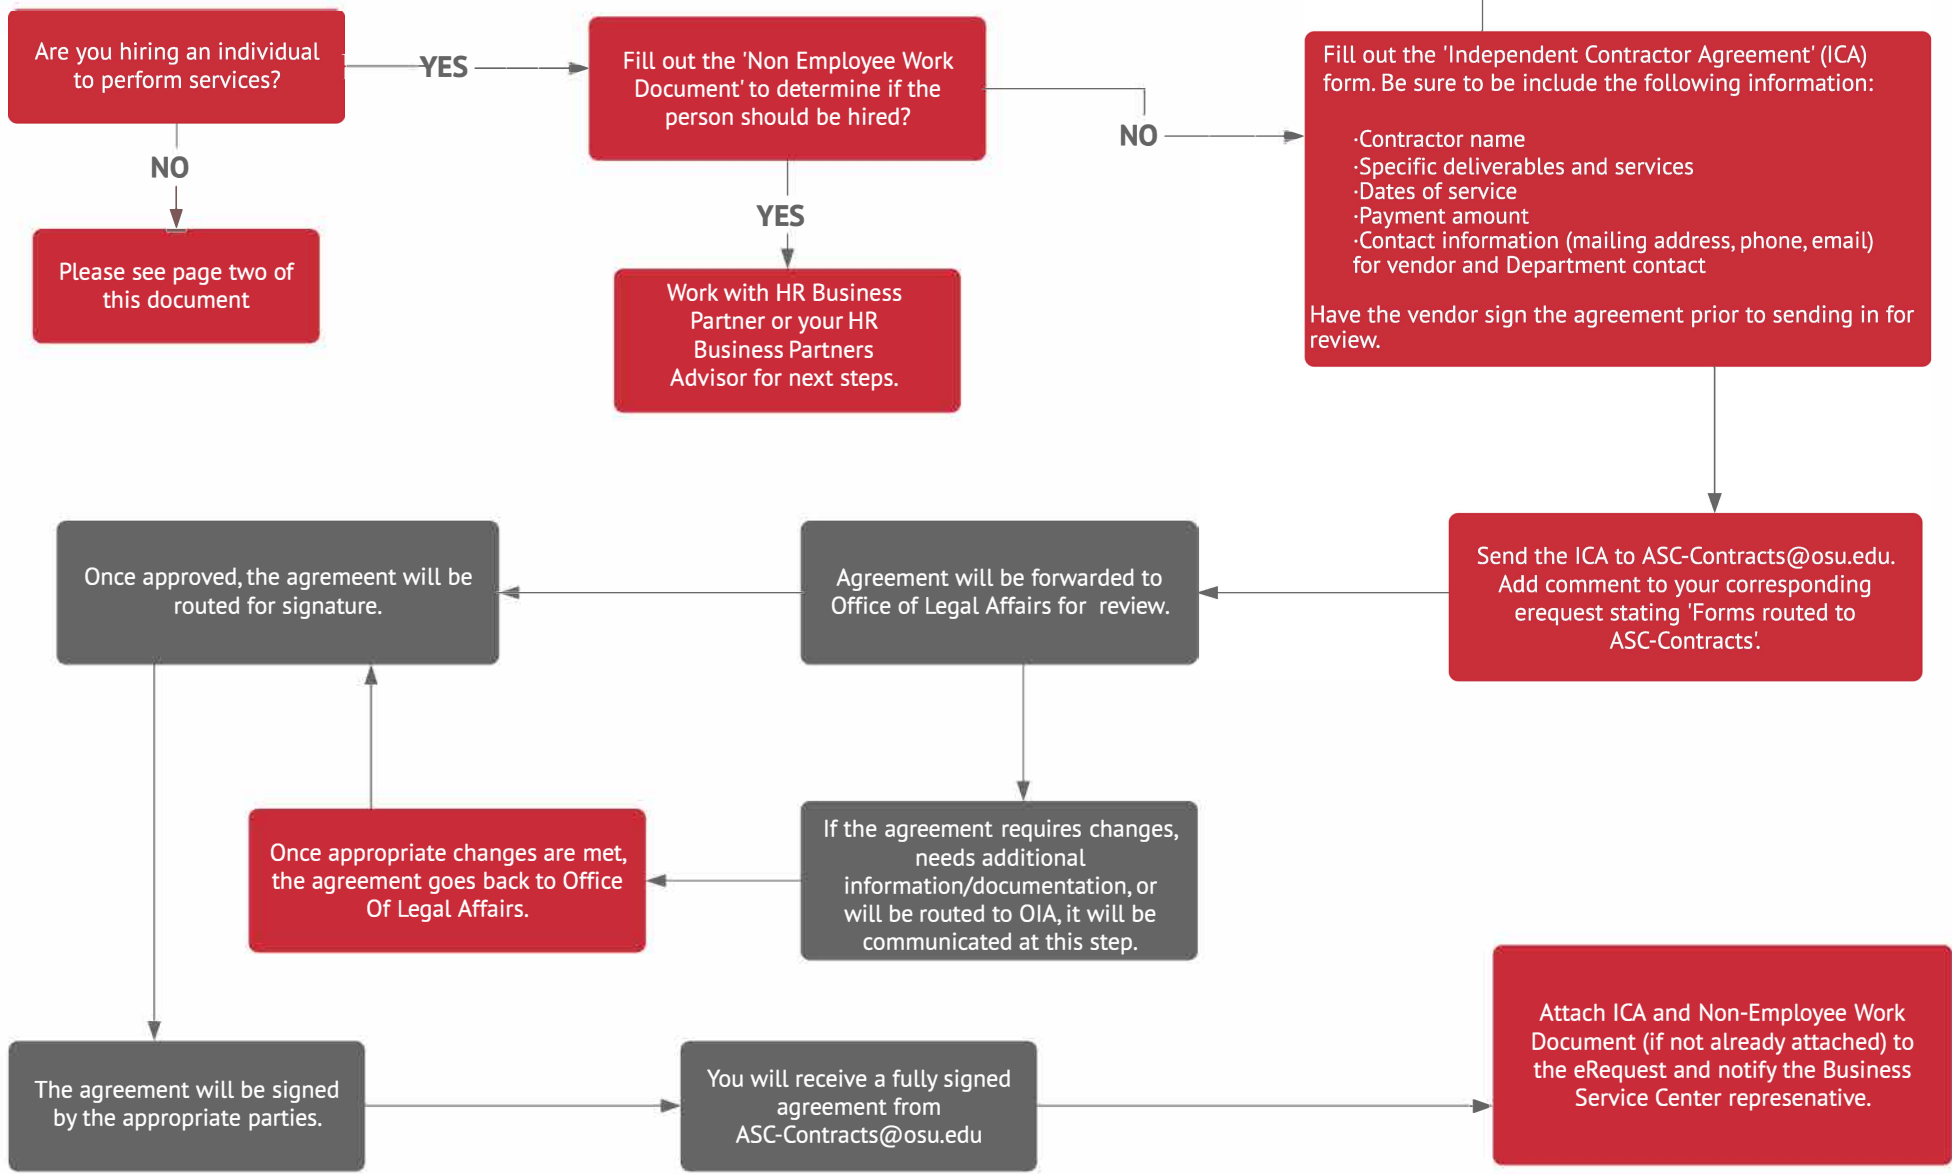 Are you hiring an individual
to perform services?
YES
Fill out the 'Non Employee Work
Document' to determine if the
person should be hired?
NO
Fill out the 'Independent Contractor Agreement' (ICA)
form. Be sure to be include the following information:
·Contractor name
·Specific deliverables and services
·Dates of service
·Payment amount
·Contact information (mailing address, phone, email)
for vendor and Department contact
Have the vendor sign the agreement prior to sending in for
review.
NO
Please see page two of
this document
YES
Work with HR Business
Partner or your HR
Business Partners
Advisor for next steps.
Send the ICA to ASC-Contracts@osu.edu.
Add comment to your corresponding
erequest stating 'Forms routed to
ASC-Contracts'.
Agreement will be forwarded to
Office of Legal Affairs for review.
Once approved, the agremeent will be
routed for signature.
If the agreement requires changes,
needs additional
information/documentation, or
will be routed to OIA, it will be
communicated at this step.
Once appropriate changes are met,
the agreement goes back to Office
Of Legal Affairs.
The agreement will be signed
by the appropriate parties.
You will receive a fully signed
agreement from
ASC-Contracts@osu.edu
Attach ICA and Non-Employee Work
Document (if not already attached) to
the eRequest and notify the Business
Service Center represenative.